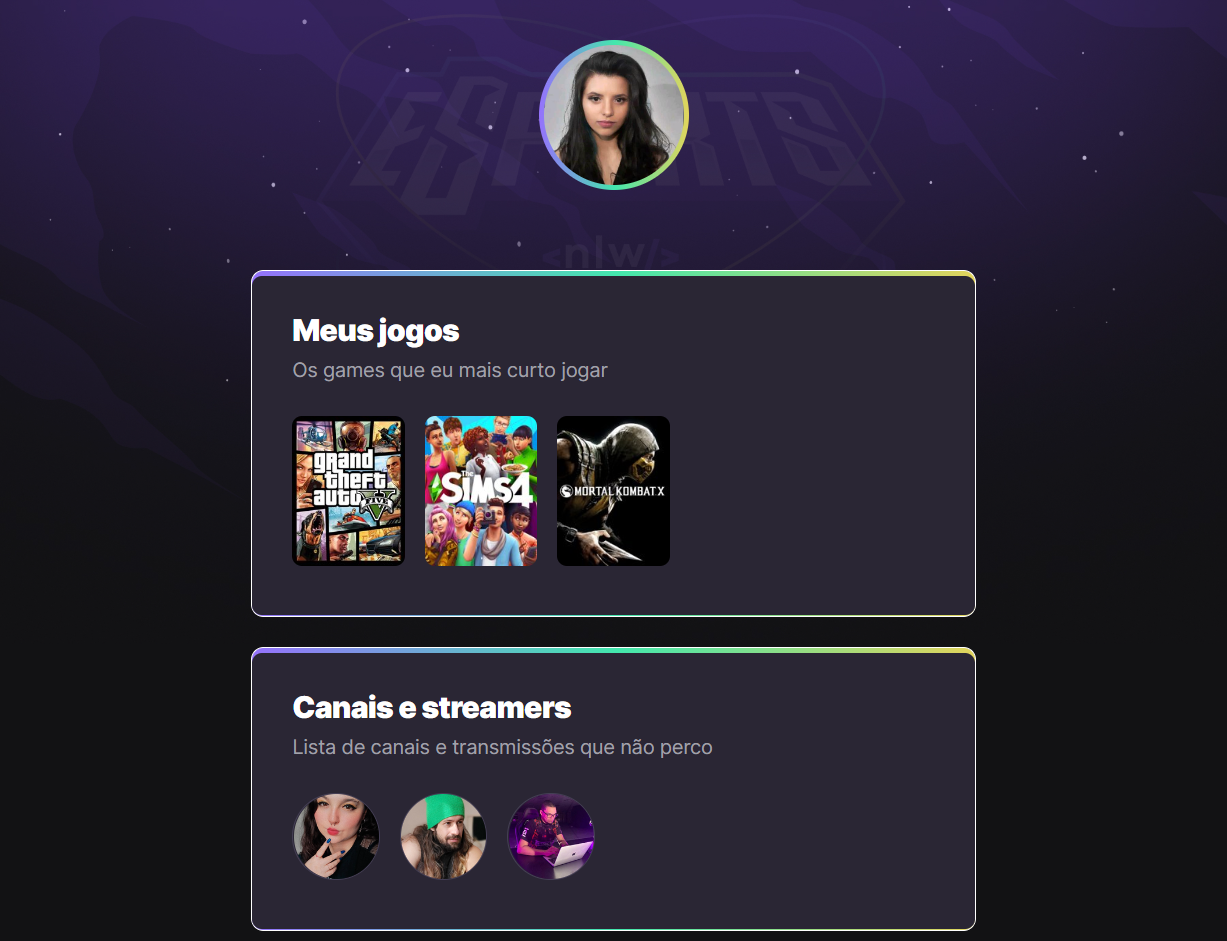 ESPORTS
<nlw/>
Meus jogos
Os games que eu mais curto jogar
grand
theft
auto V
FIVE
The
SIMS4
MORTAL KOMBAT X
Canais e streamers
Lista de canais e transmissões que não perco